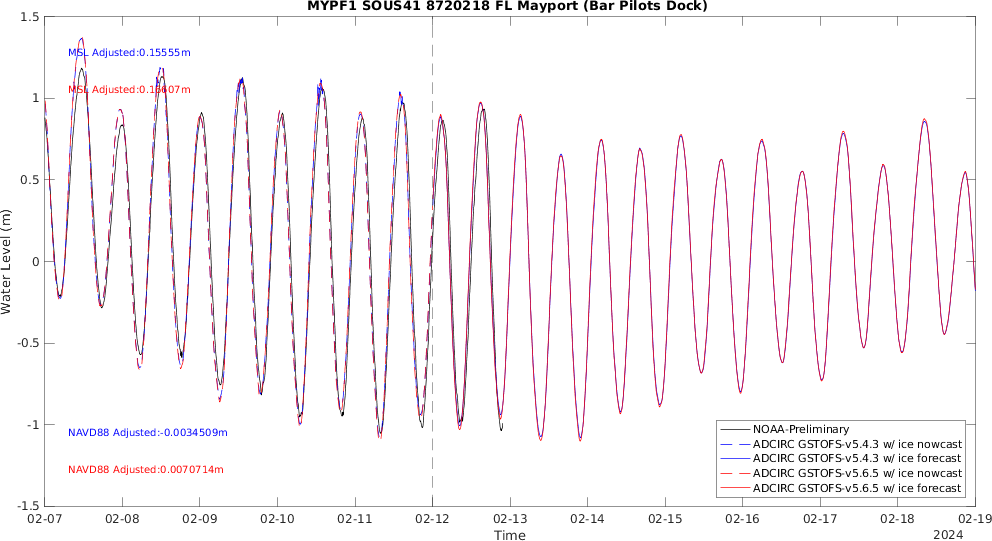 MYPF1 SOUS41 8720218 FL Mayport (Bar Pilots Dock)
1.5
1
0.5
0
-0.5
-1
-1.5
Water Level (m)
MSL Adjusted:0.15555m
MSL Adjusted:0.16607m
NAVD88 Adjusted:-0.0034509m
NAVD88 Adjusted:0.0070714m
NOAA-Preliminary
ADCIRC GSTOFS-v5.4.3 w/ ice nowcast
ADCIRC GSTOFS-v5.4.3 w/ ice forecast
ADCIRC GSTOFS-v5.6.5 w/ ice nowcast
ADCIRC GSTOFS-v5.6.5 w/ ice forecast
02-07 02-08 02-09 02-10 02-11 02-12 02-13 02-14 02-15 02-16 02-17 02-18 02-19
Time
2024